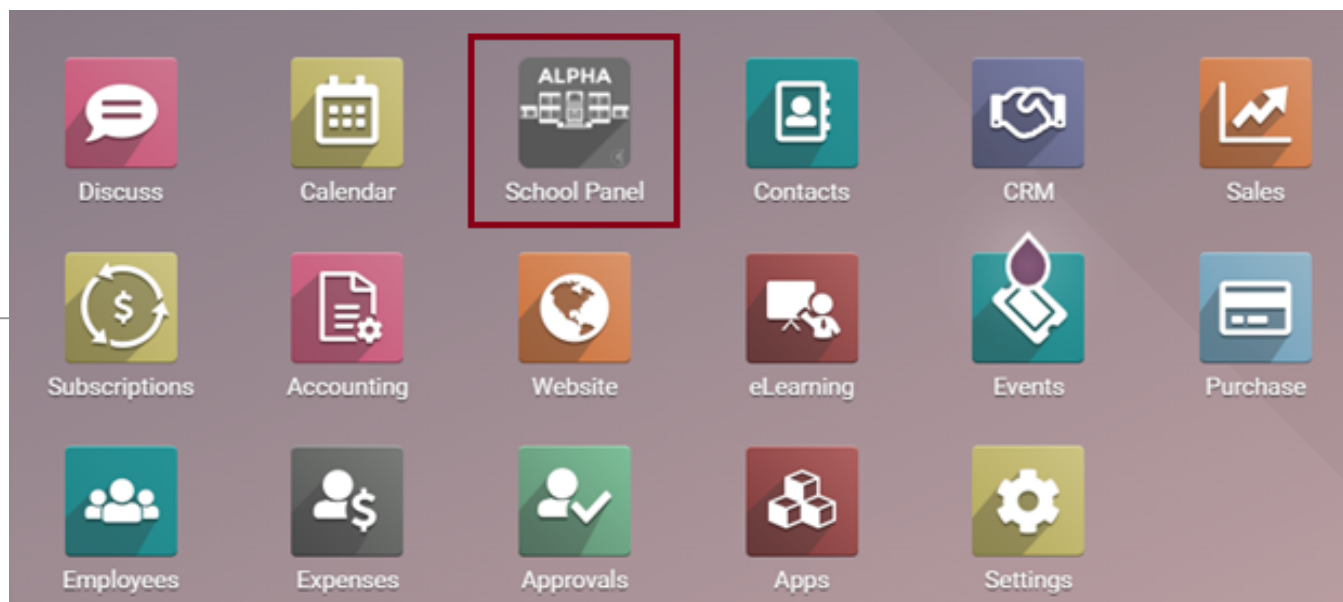 ALPHA
Discuss
Calendar
School Panel
Contacts
CRM
Sales
$
Subscriptions
Accounting
Website
eLearning
Events
Purchase
$
Employees
Expenses
Approvals
Apps
Settings